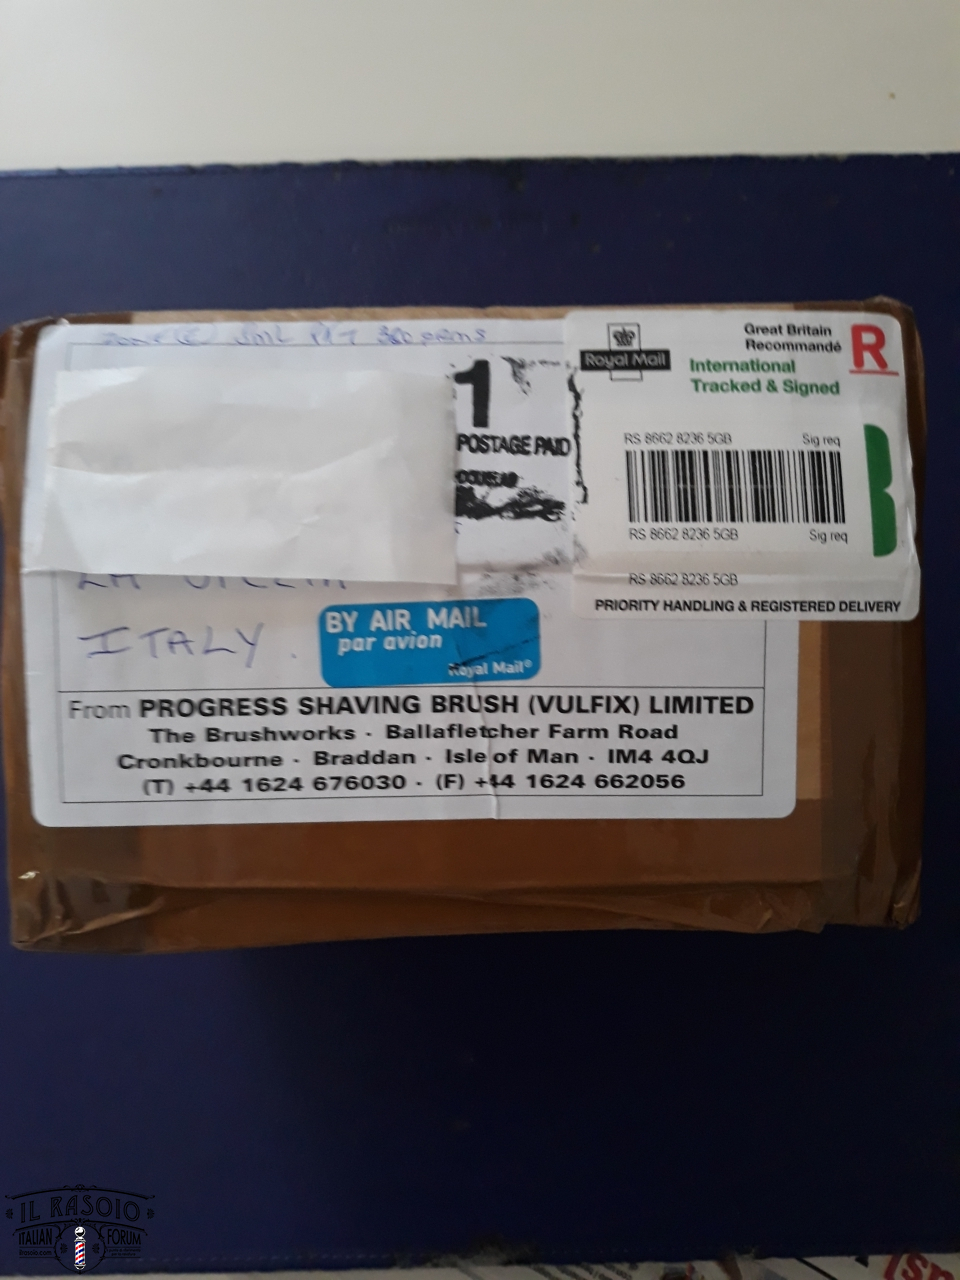 380 grms
1
POSTAGE PAID
Royal Mail
Great Britain
Recommandé
R
International
Tracked & Signed
RS 8662 8236 5GB Sig req
RS 8662 8236 5GB Sig req
RS 8662 8236 5GB
PRIORITY HANDLING & REGISTERED DELIVERY
ITALY.
BY AIR MAIL
par avion
Royal Mail®
From PROGRESS SHAVING BRUSH (VULFIX) LIMITED
The Brushworks · Ballafletcher Farm Road
Cronkbourne · Braddan · Isle of Man · IM4 4QJ
(T) +44 1624 676030 · (F) +44 1624 662056
IL RASOIO
ITALIAN FORUM